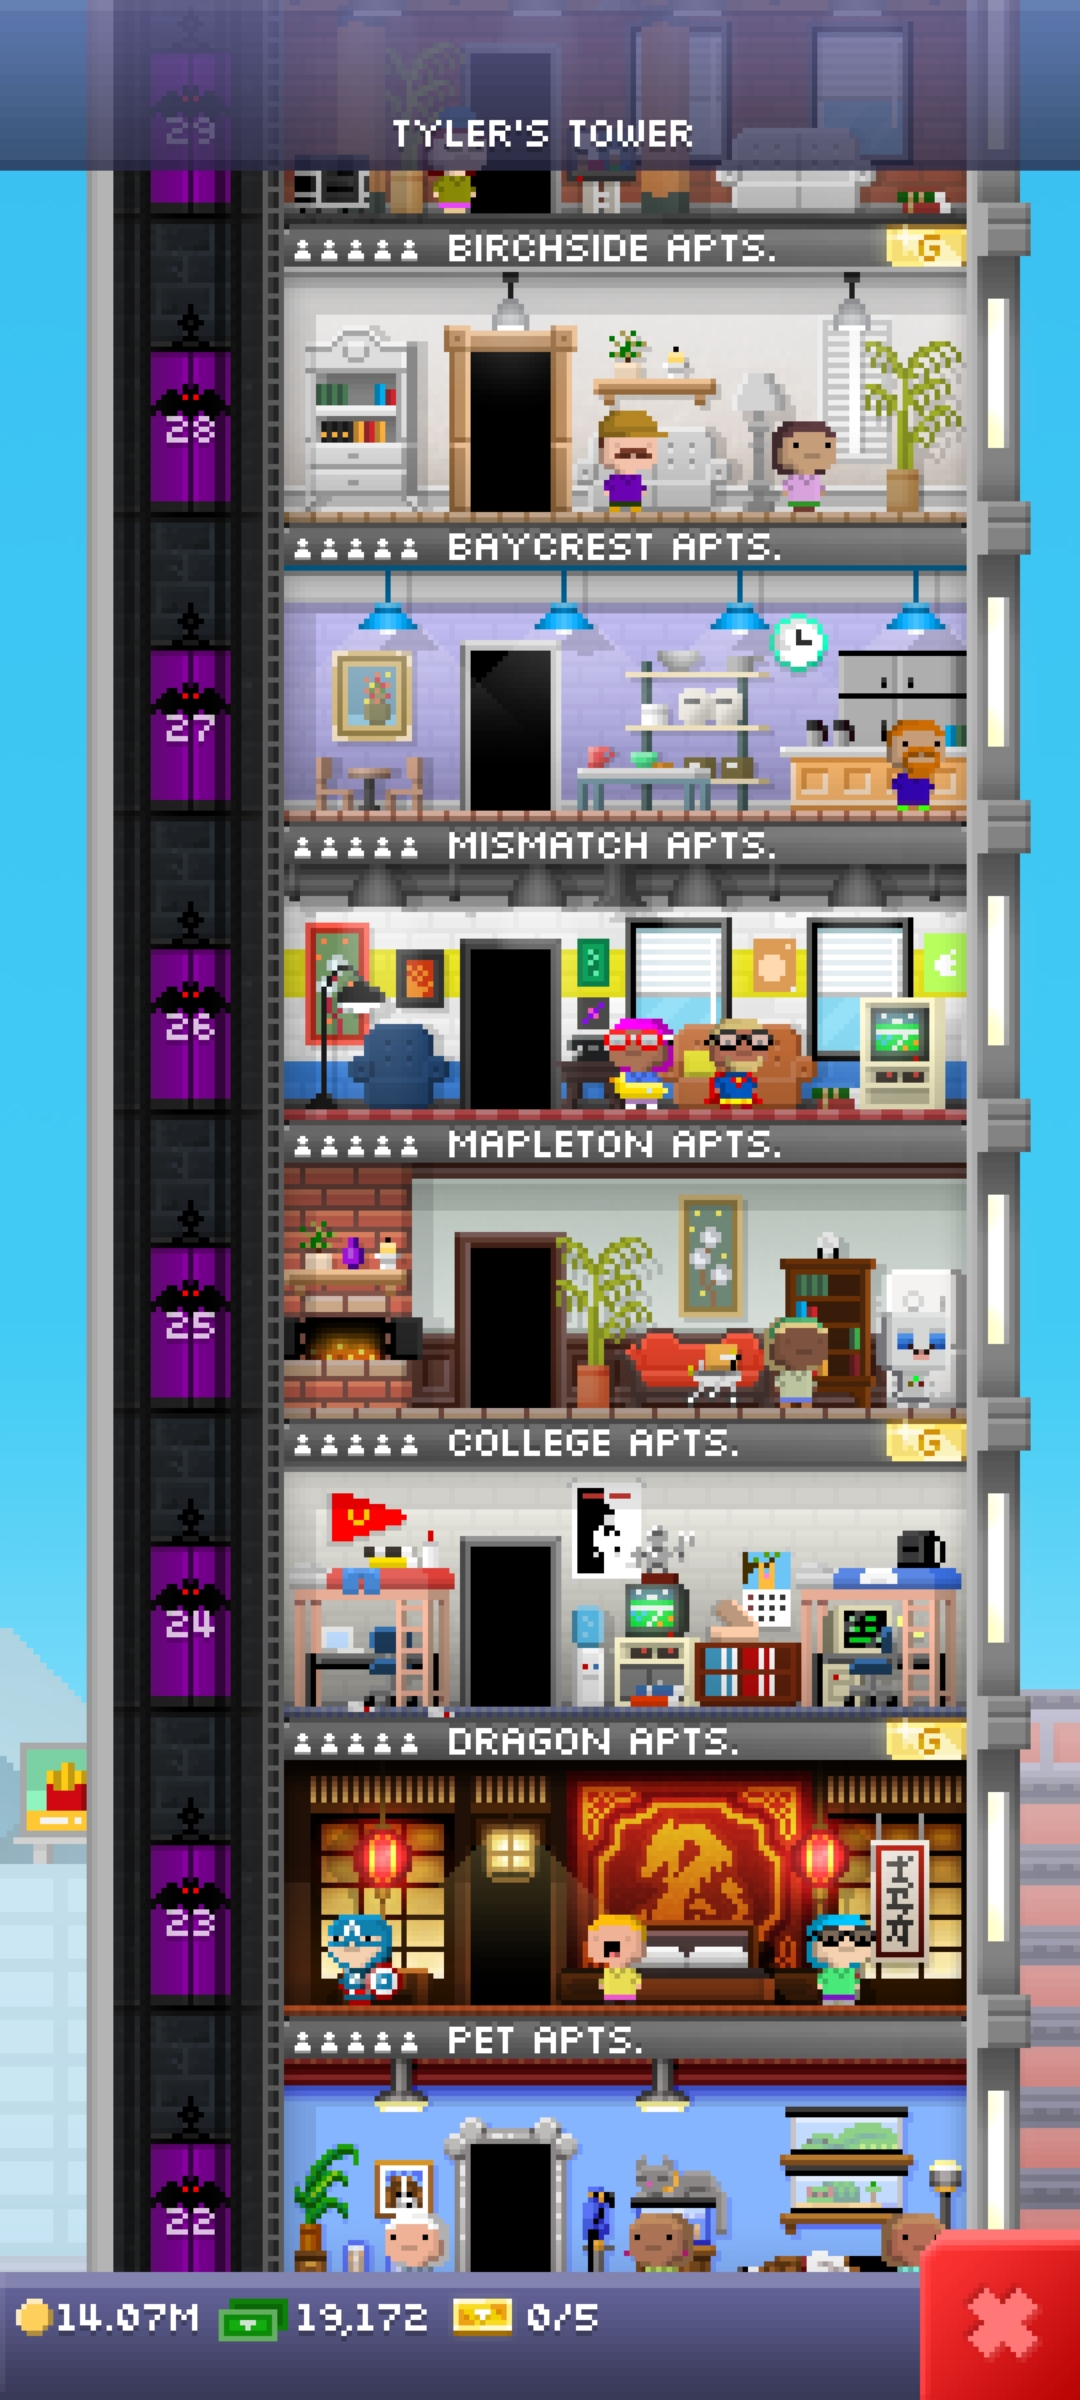 TYLER'S TOWER
29
BIRCHSIDE APTS. G
28
BAYCREST APTS.
27
MISMATCH APTS.
26
MAPLETON APTS.
25
COLLEGE APTS. G
24
DRAGON APTS. G
23
PET APTS.
22
14.07M 19,172 0/5